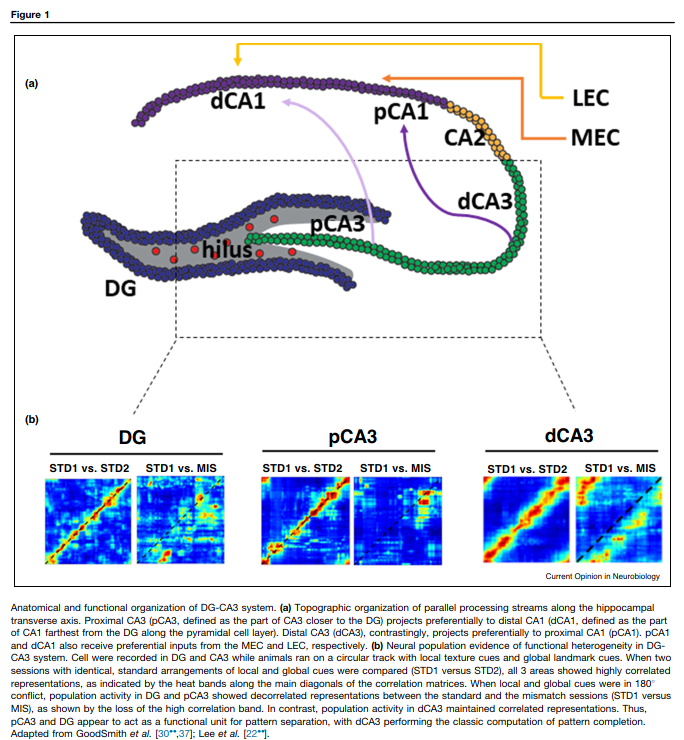 Figure 1
(a)
dCA1
pCA1
LEC
CA2
MEC
dCA3
pCA3
hilus
DG
(b)
DG
pCA3
dCA3
STD1 vs. STD2 STD1 vs. MIS
STD1 vs. STD2 STD1 vs. MIS
STD1 vs. STD2 STD1 vs. MIS
Current Opinion in Neurobiology
Anatomical and functional organization of DG-CA3 system. (a) Topographic organization of parallel processing streams along the hippocampal
transverse axis. Proximal CA3 (pCA3, defined as the part of CA3 closer to the DG) projects preferentially to distal CA1 (dCA1, defined as the part
of CA1 farthest from the DG along the pyramidal cell layer). Distal CA3 (dCA3), contrastingly, projects preferentially to proximal CA1 (pCA1). pCA1
and dCA1 also receive preferential inputs from the MEC and LEC, respectively. (b) Neural population evidence of functional heterogeneity in DG-
CA3 system. Cell were recorded in DG and CA3 while animals ran on a circular track with local texture cues and global landmark cues. When two
sessions with identical, standard arrangements of local and global cues were compared (STD1 versus STD2), all 3 areas showed highly correlated
representations, as indicated by the heat bands along the main diagonals of the correlation matrices. When local and global cues were in 180°
conflict, population activity in DG and pCA3 showed decorrelated representations between the standard and the mismatch sessions (STD1 versus
MIS), as shown by the loss of the high correlation band. In contrast, population activity in dCA3 maintained correlated representations. Thus,
pCA3 and DG appear to act as a functional unit for pattern separation, with dCA3 performing the classic computation of pattern completion.
Adapted from GoodSmith et al. [30**,37]; Lee et al. [22**].